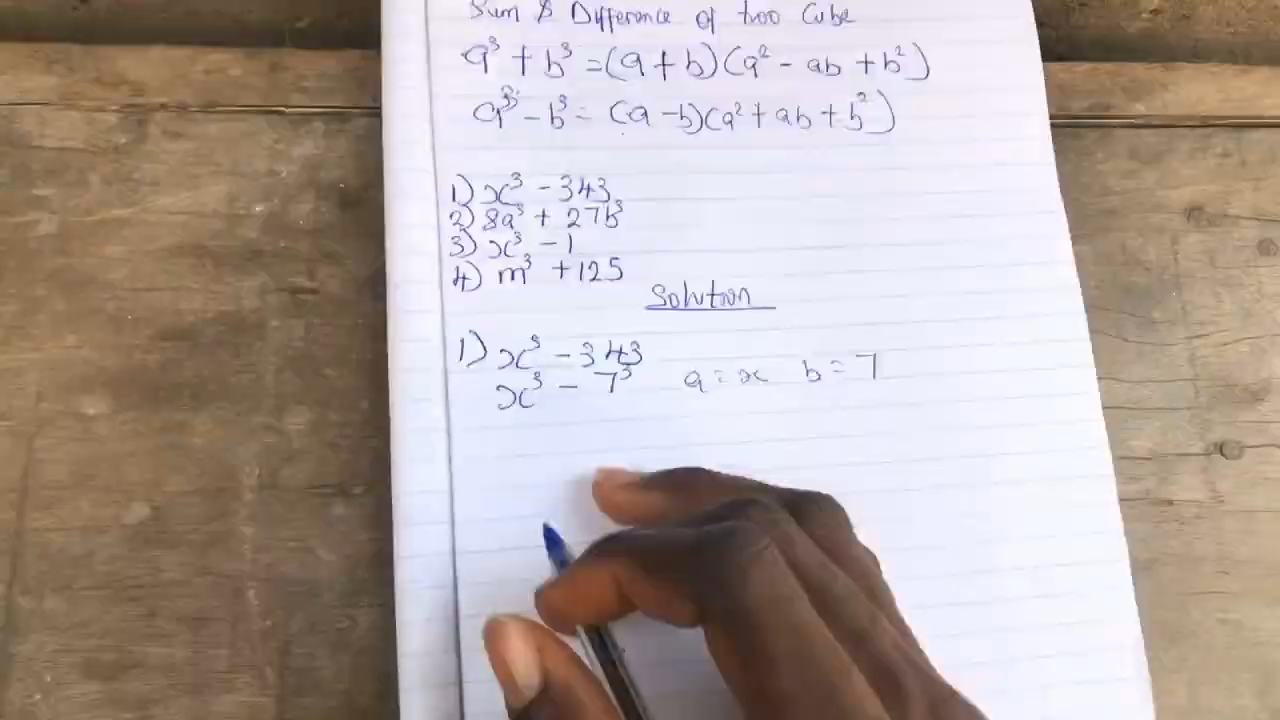 Sum & Difference of two Cube
a³ + b³ = (a + b)(a² - ab + b²)
a³ - b³ = (a - b)(a² + ab + b²)
1) x³ - 343
2) 8a³ + 27b³
3) x³ - 1
4) m³ + 125
Solution
1) x³ - 343
x³ - 7³ a = x b = 7